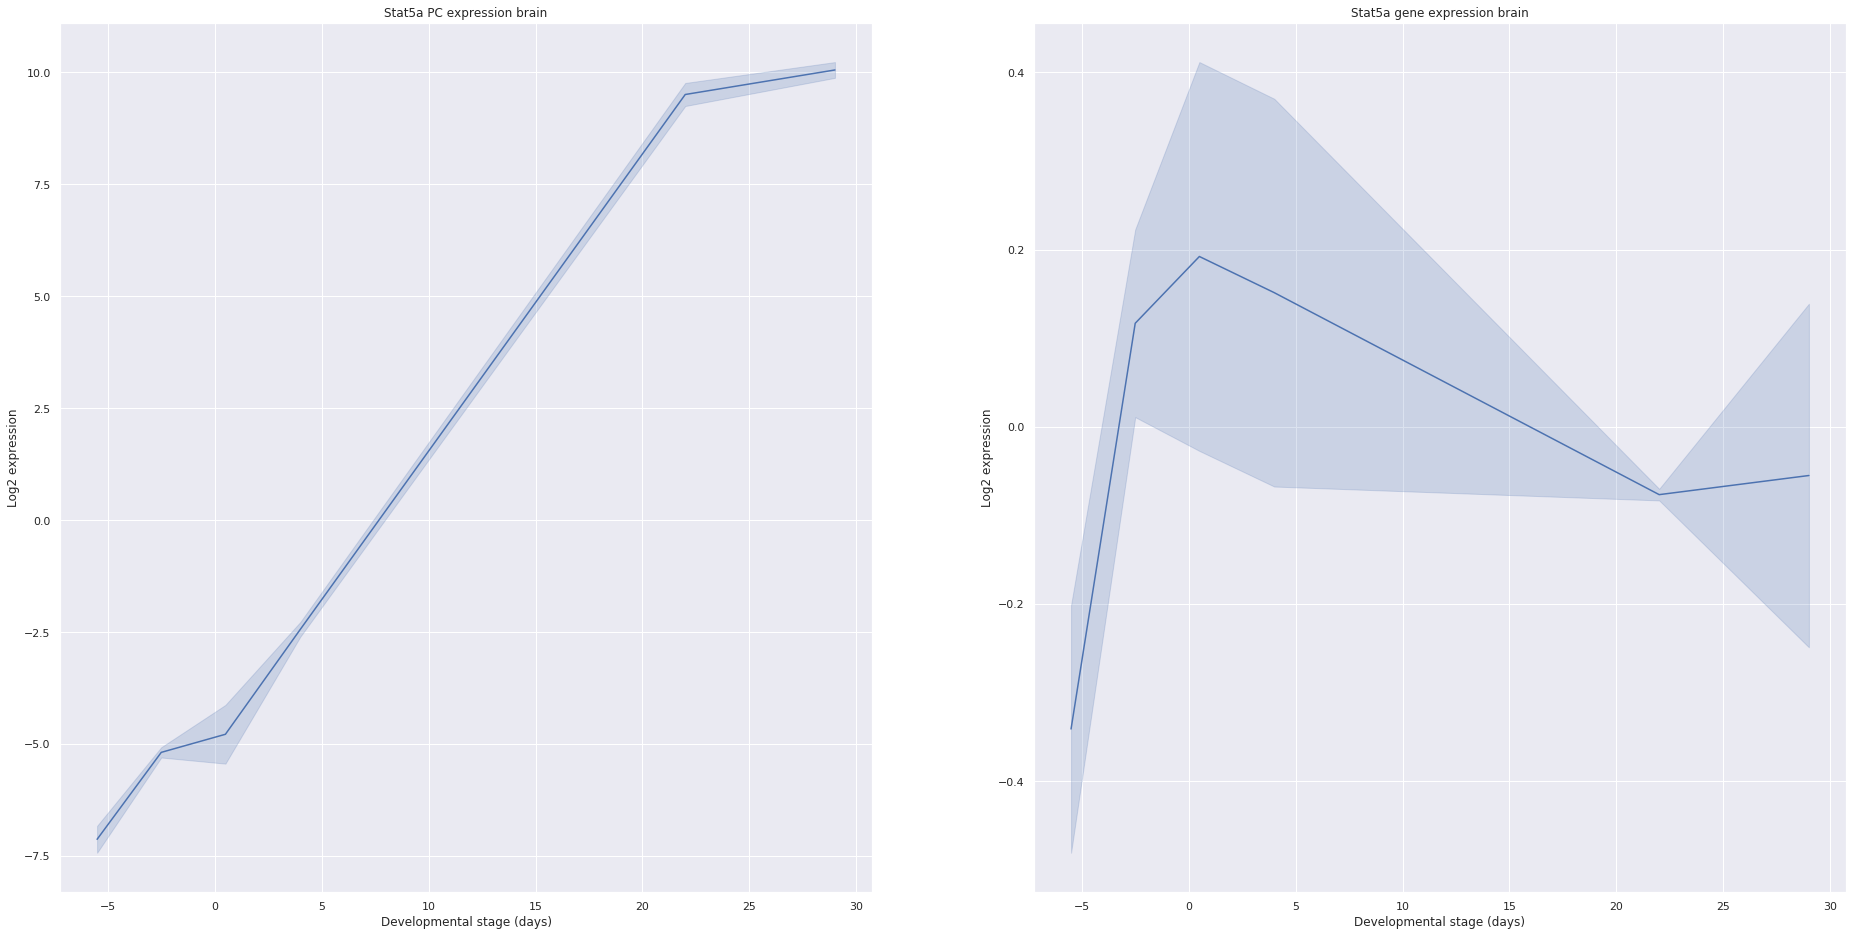 Stat5a PC expression brain
Log2 expression
10.0
7.5
5.0
2.5
0.0
−2.5
−5.0
−7.5
−5 0 5 10 15 20 25 30
Developmental stage (days)
Stat5a gene expression brain
Log2 expression
0.4
0.2
0.0
−0.2
−0.4
−5 0 5 10 15 20 25 30
Developmental stage (days)